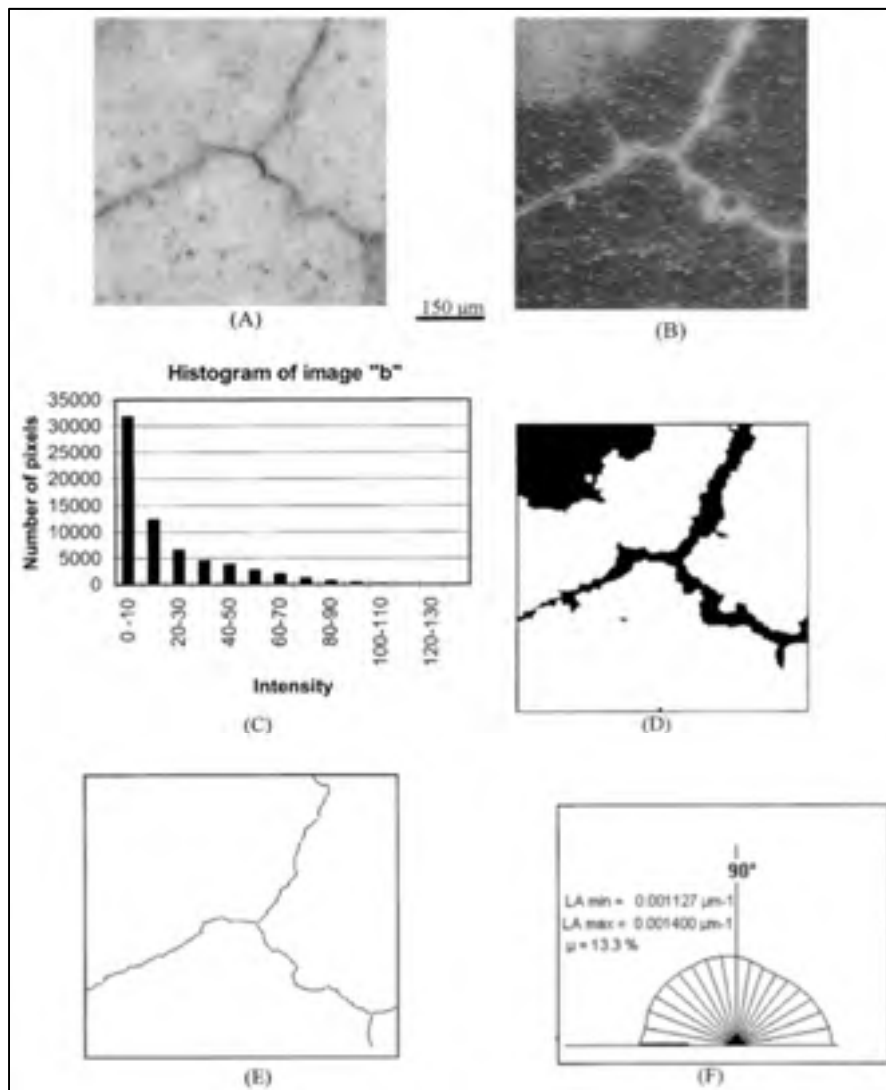 (A)
150 µm
(B)
Histogram of image "b"
Number of pixels
35000
30000
25000
20000
15000
10000
5000
0
0 -10
20-30
40-50
60-70
80-90
100-110
120-130
Intensity
(C)
(D)
(E)
90°
LA min = 0.001127 µm-1
LA max = 0.001400 µm-1
µ = 13.3 %
(F)